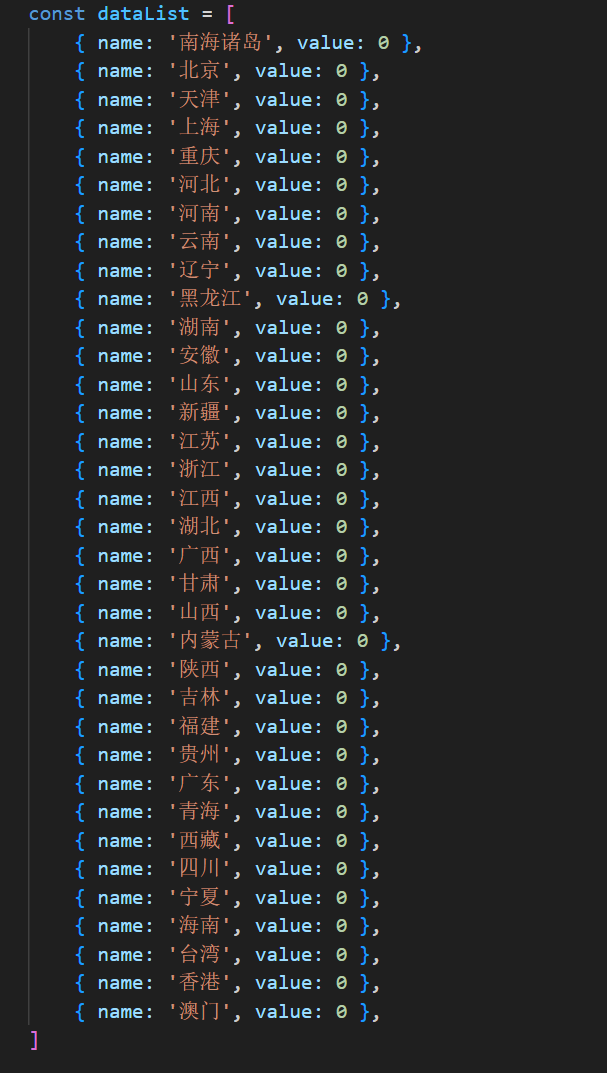 const dataList = [
{ name: '南海诸岛', value: 0 },
{ name: '北京', value: 0 },
{ name: '天津', value: 0 },
{ name: '上海', value: 0 },
{ name: '重庆', value: 0 },
{ name: '河北', value: 0 },
{ name: '河南', value: 0 },
{ name: '云南', value: 0 },
{ name: '辽宁', value: 0 },
{ name: '黑龙江', value: 0 },
{ name: '湖南', value: 0 },
{ name: '安徽', value: 0 },
{ name: '山东', value: 0 },
{ name: '新疆', value: 0 },
{ name: '江苏', value: 0 },
{ name: '浙江', value: 0 },
{ name: '江西', value: 0 },
{ name: '湖北', value: 0 },
{ name: '广西', value: 0 },
{ name: '甘肃', value: 0 },
{ name: '山西', value: 0 },
{ name: '内蒙古', value: 0 },
{ name: '陕西', value: 0 },
{ name: '吉林', value: 0 },
{ name: '福建', value: 0 },
{ name: '贵州', value: 0 },
{ name: '广东', value: 0 },
{ name: '青海', value: 0 },
{ name: '西藏', value: 0 },
{ name: '四川', value: 0 },
{ name: '宁夏', value: 0 },
{ name: '海南', value: 0 },
{ name: '台湾', value: 0 },
{ name: '香港', value: 0 },
{ name: '澳门', value: 0 },
]